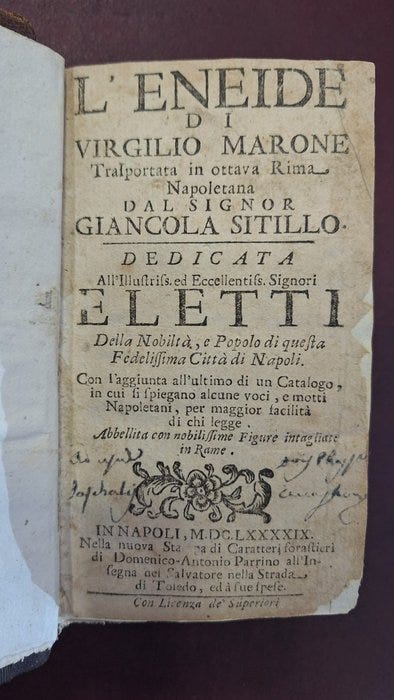 L'ENEIDE
DI
VIRGILIO MARONE
Trasportata in ottava Rima
Napoletana
DAL SIGNOR
GIANCOLA SITILLO.
DEDICATA
All'Illustriss. ed Eccellentiss. Signori
ELETTI
Della Nobiltà, e Popolo di questa
Fedelissima Città di Napoli.
Con l'aggiunta all'ultimo di un Catalogo,
in cui si spiegano alcune voci, e motti
Napoletani, per maggior facilità
di chi legge.
Abbellita con nobilissime Figure intagliate
in Rame.
IN NAPOLI, M.DC.LXXXXIX.
Nella nuova Stampa di Caratteri forastieri
di Domenico-Antonio Parrino all'In-
segna del Salvatore nella Strada
di Toledo, ed à sue spese.
Con Licenza de' Superiori